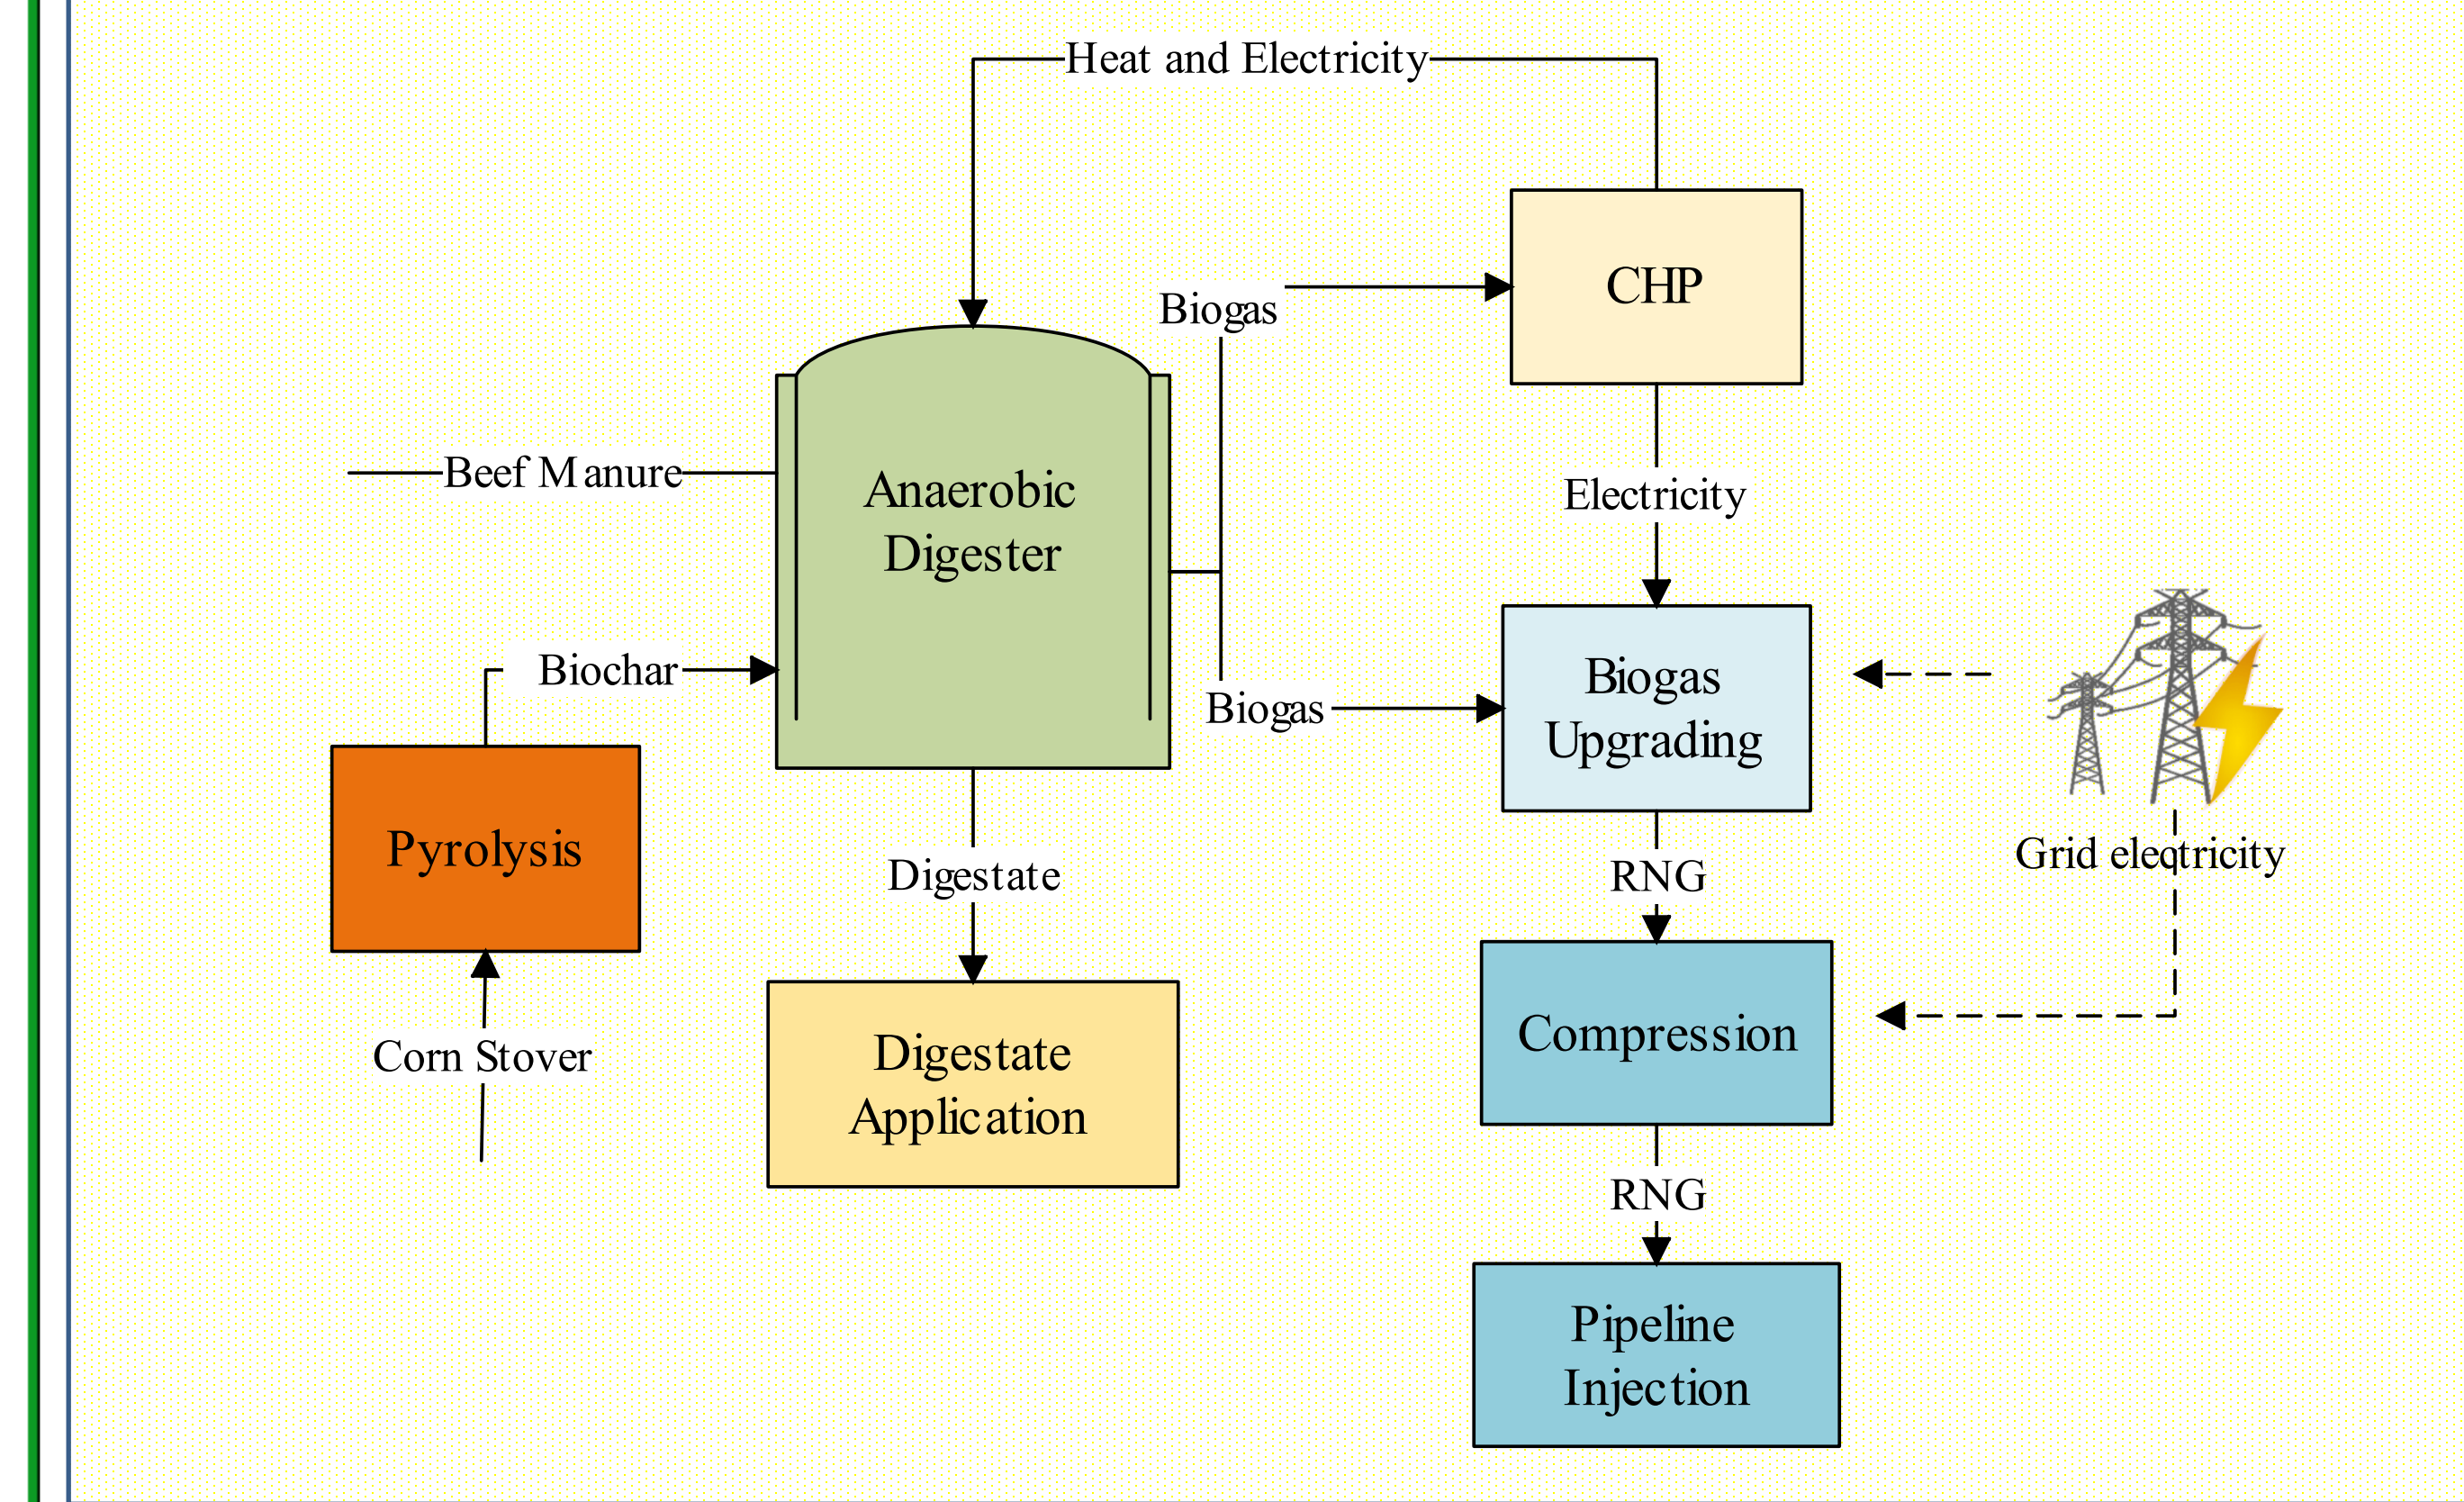 Heat and Electricity
CHP
Biogas
Beef Manure
Anaerobic
Digester
Electricity
Biochar
Biogas
Biogas
Upgrading
Pyrolysis
Digestate
RNG
Grid electricity
Corn Stover
Digestate
Application
Compression
RNG
Pipeline
Injection